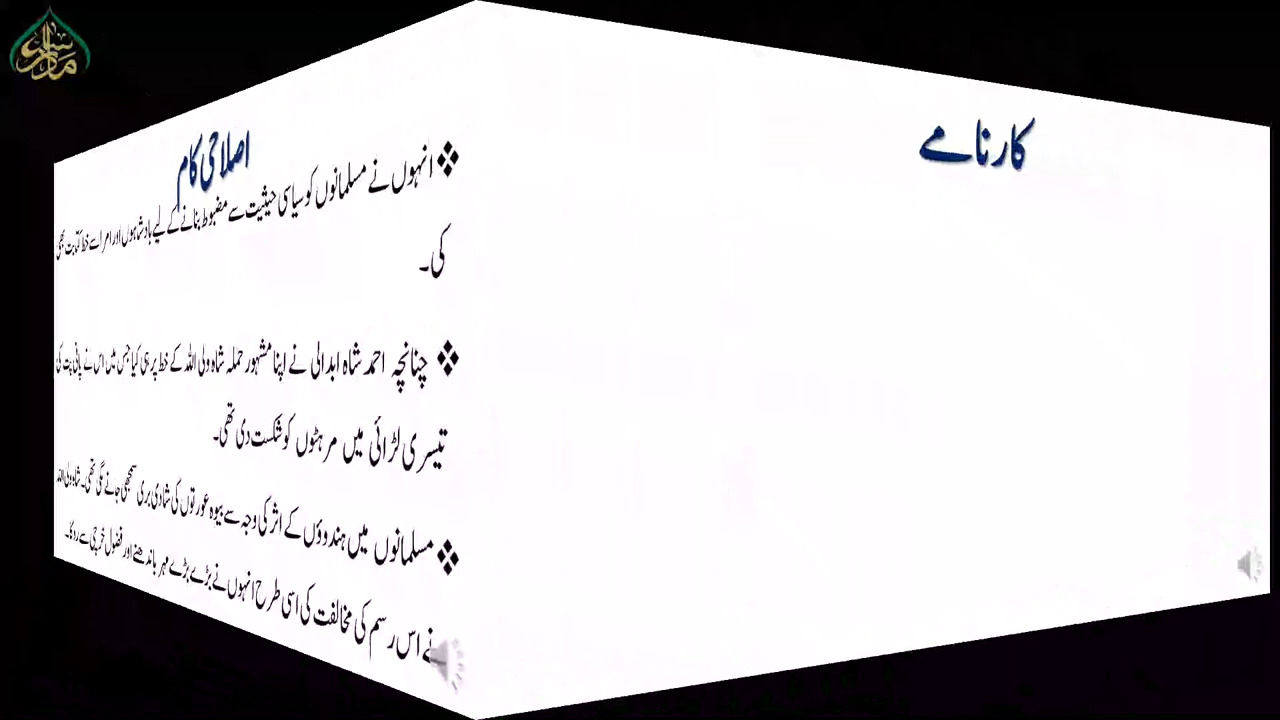 اصلاحی کام
انہوں نے مسلمانوں کو سیاسی حیثیت سے مضبوط بنانے کے لیے بادشاہوں اور امرا سے خط کتابت بھی
کی۔
چنانچہ احمد شاہ ابدالی نے اپنا مشہور حملہ شاہ ولی اللہ کے خط پر ہی کیا جس میں اس نے پانی پت کی
تیسری لڑائی میں مرہٹوں کو شکست دی تھی۔
مسلمانوں میں ہندوؤں کے اثر کی وجہ سے بیوہ عورتوں کی شادی بری سمجھی جانے لگی تھی۔ شاہ ولی اللہ
نے اس رسم کی مخالفت کی اسی طرح انہوں نے بڑے بڑے مہر باندھنے اور فضول خرچی سے روکا۔
کارنامے